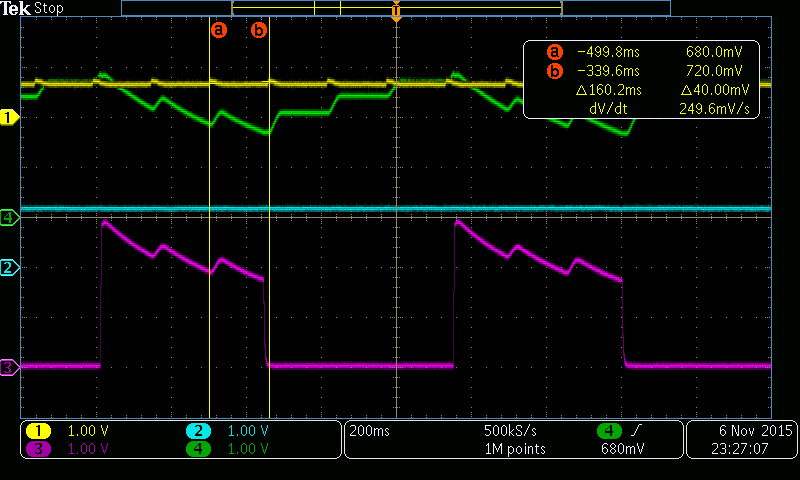 Tek Stop
T
a b
a −499.8ms 680.0mV
b −339.6ms 720.0mV
Δ160.2ms Δ40.00mV
dV/dt 249.6mV/s
1
4
2
3
1 1.00 V 2 1.00 V 200ms 500kS/s 4 6 Nov 2015
3 1.00 V 4 1.00 V 1M points 680mV 23:27:07